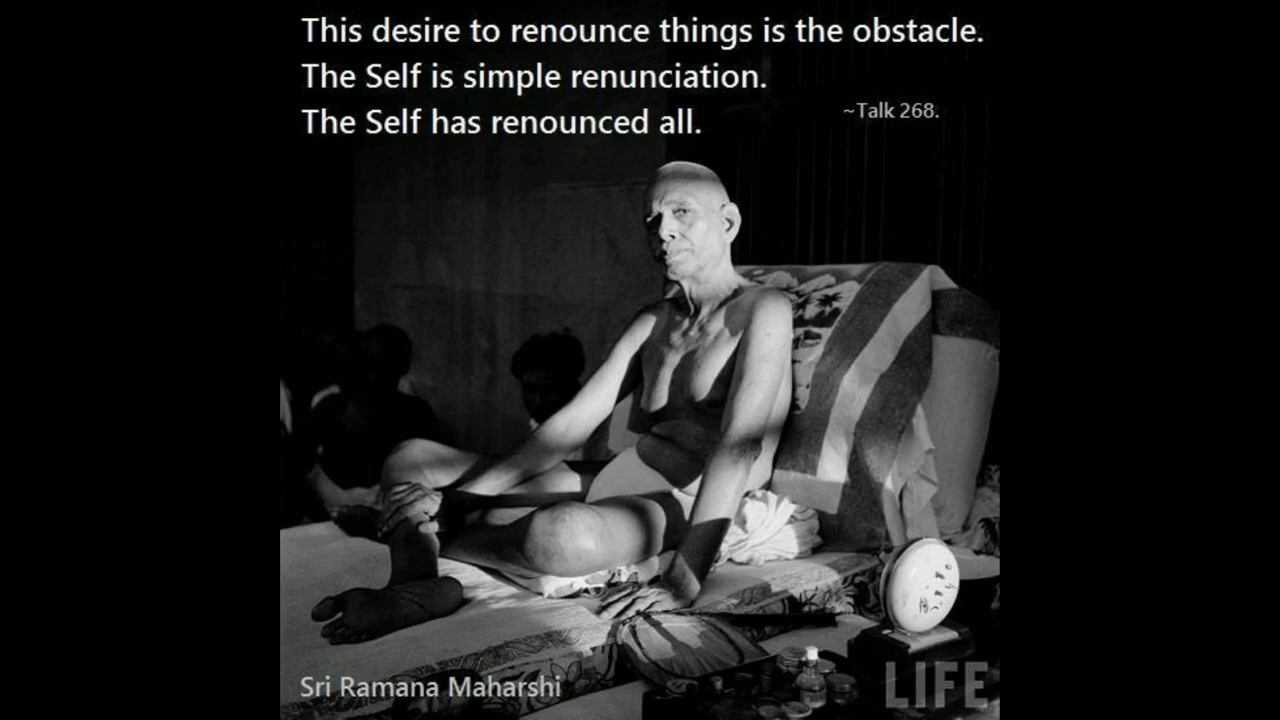 This desire to renounce things is the obstacle.
The Self is simple renunciation.
~Talk 268.
The Self has renounced all.
Sri Ramana Maharshi
LIFE